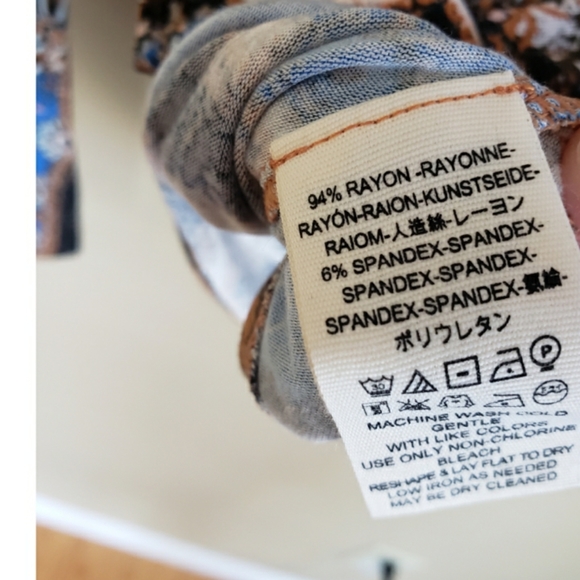 94% RAYON -RAYONNE-
RAYÓN-RAION-KUNSTSEIDE-
RAIOM-人造絲-レーヨン
6% SPANDEX-SPANDEX-
SPANDEX-SPANDEX-
SPANDEX-SPANDEX-氨綸-
ポリウレタン
30
P
MACHINE WASH COLD
GENTLE
WITH LIKE COLORS
USE ONLY NON-CHLORINE
BLEACH
RESHAPE & LAY FLAT TO DRY
LOW IRON AS NEEDED
MAY BE DRY CLEANED